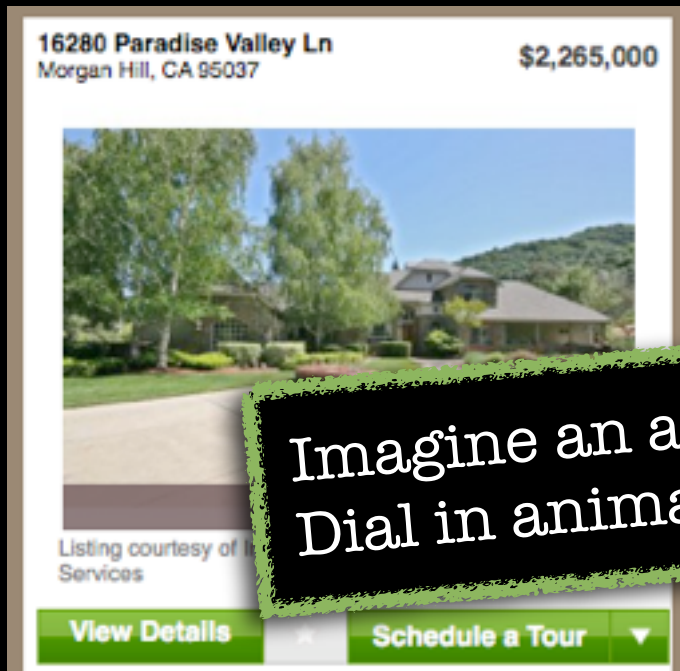 16280 Paradise Valley Ln
$2,265,000
Morgan Hill, CA 95037
Imagine an a
Dial in anima
Listing courtesy of
Services
View Details
Schedule a Tour